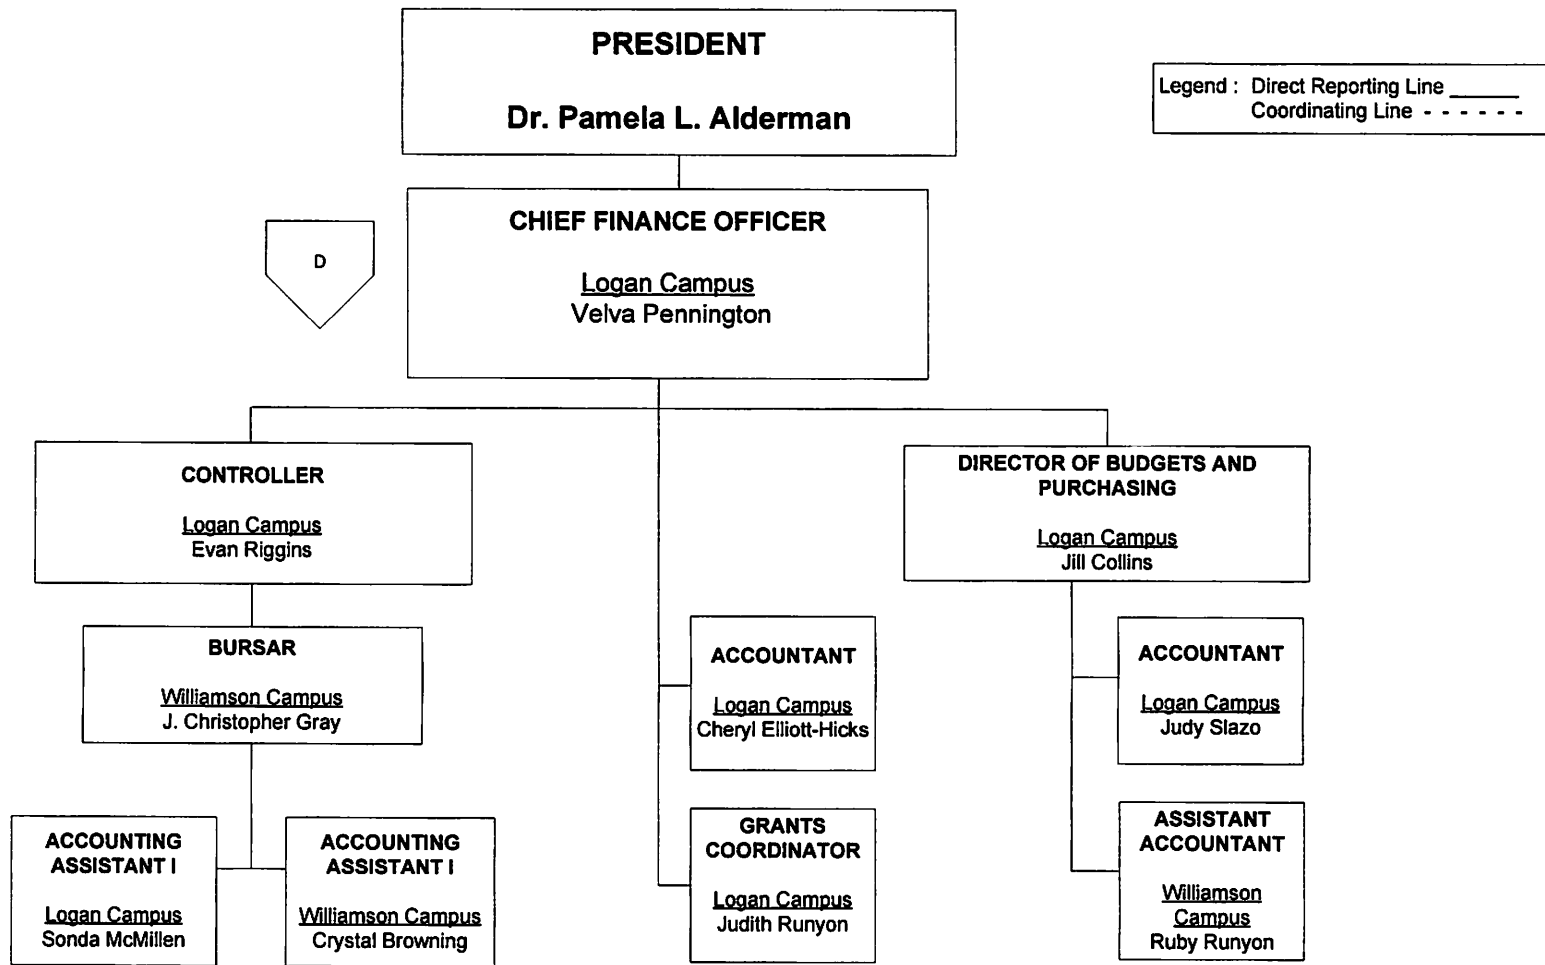 PRESIDENT
Dr. Pamela L. Alderman
Legend : Direct Reporting Line ______
Coordinating Line - - - - - -
CHIEF FINANCE OFFICER
Logan Campus
Velva Pennington
D
CONTROLLER
Logan Campus
Evan Riggins
DIRECTOR OF BUDGETS AND
PURCHASING
Logan Campus
Jill Collins
BURSAR
Williamson Campus
J. Christopher Gray
ACCOUNTANT
Logan Campus
Cheryl Elliott-Hicks
ACCOUNTANT
Logan Campus
Judy Slazo
ACCOUNTING
ASSISTANT I
Logan Campus
Sonda McMillen
ACCOUNTING
ASSISTANT I
Williamson Campus
Crystal Browning
GRANTS
COORDINATOR
Logan Campus
Judith Runyon
ASSISTANT
ACCOUNTANT
Williamson
Campus
Ruby Runyon